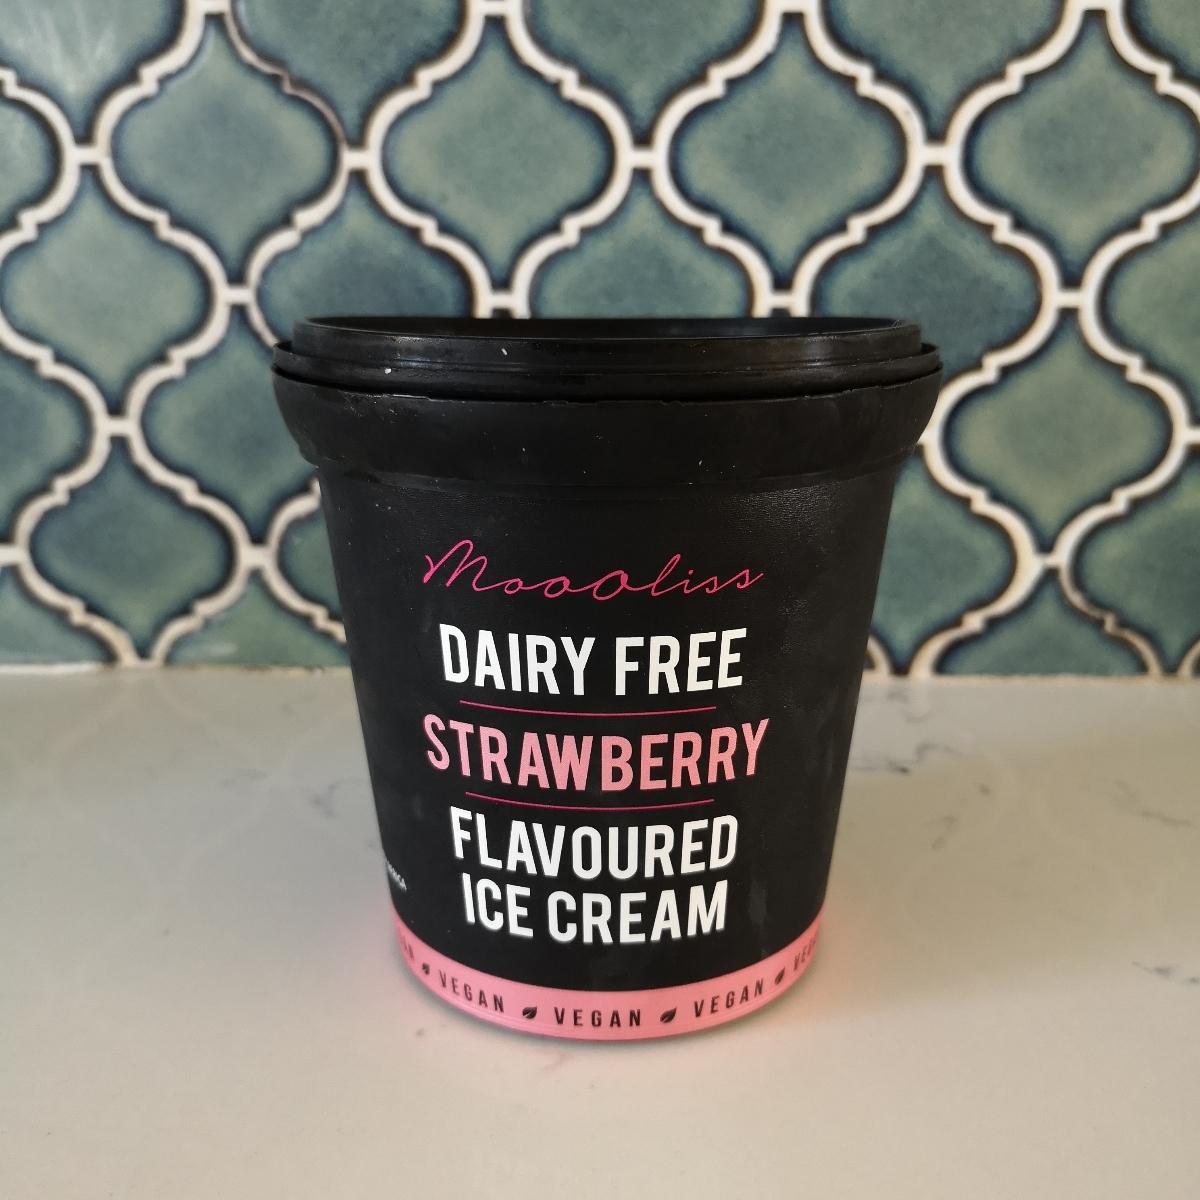 Moooliss
DAIRY FREE
STRAWBERRY
FLAVOURED
ICE CREAM
VEGAN VEGAN VEGAN